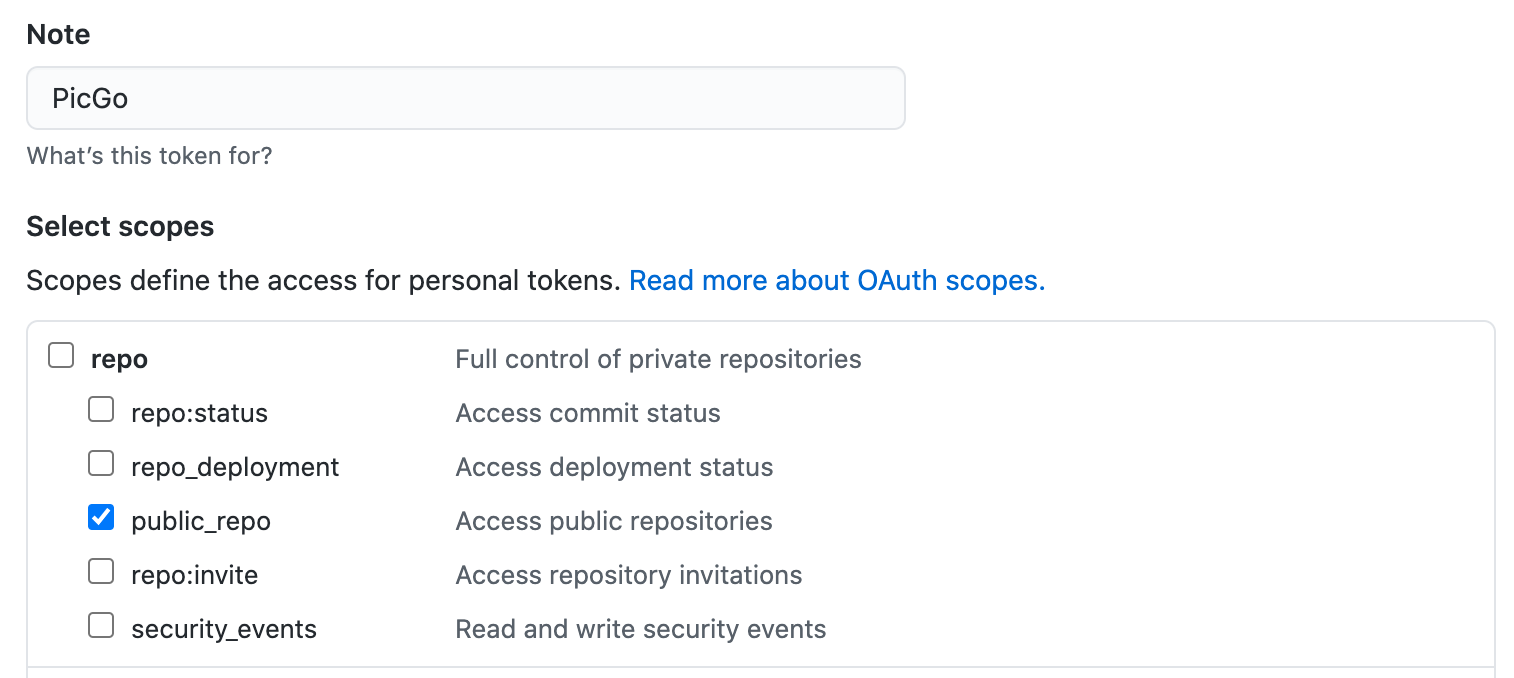 Note
PicGo
What's this token for?
Select scopes
Scopes define the access for personal tokens. Read more about OAuth scopes.
repo Full control of private repositories
repo:status Access commit status
repo_deployment Access deployment status
public_repo Access public repositories
repo:invite Access repository invitations
security_events Read and write security events